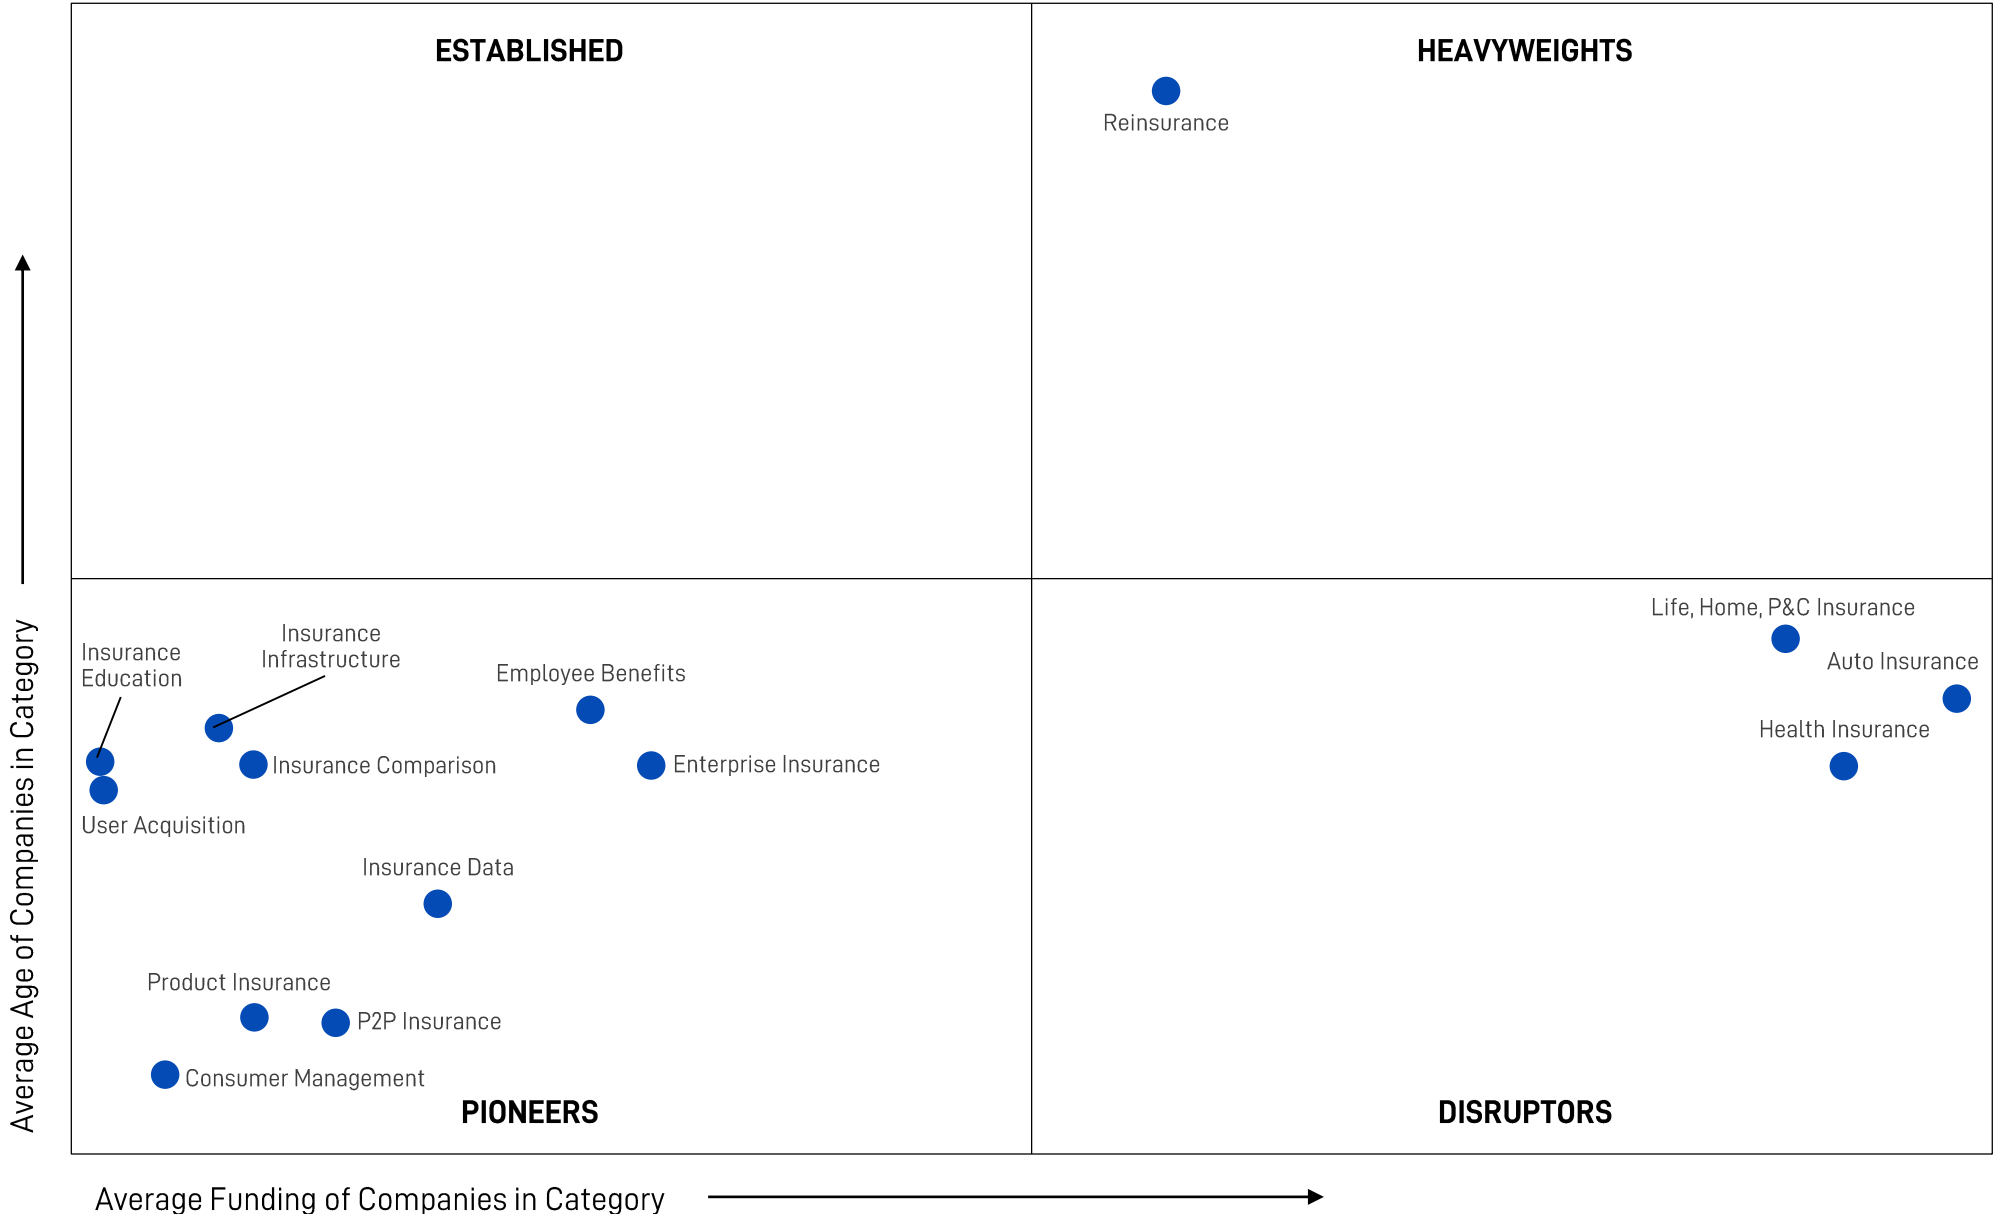 ESTABLISHED
HEAVYWEIGHTS
Reinsurance
Life, Home, P&C Insurance
Auto Insurance
Health Insurance
Insurance
Infrastructure
Insurance
Education
Employee Benefits
Insurance Comparison
Enterprise Insurance
User Acquisition
Insurance Data
Product Insurance
P2P Insurance
Consumer Management
PIONEERS
DISRUPTORS
Average Age of Companies in Category
Average Funding of Companies in Category